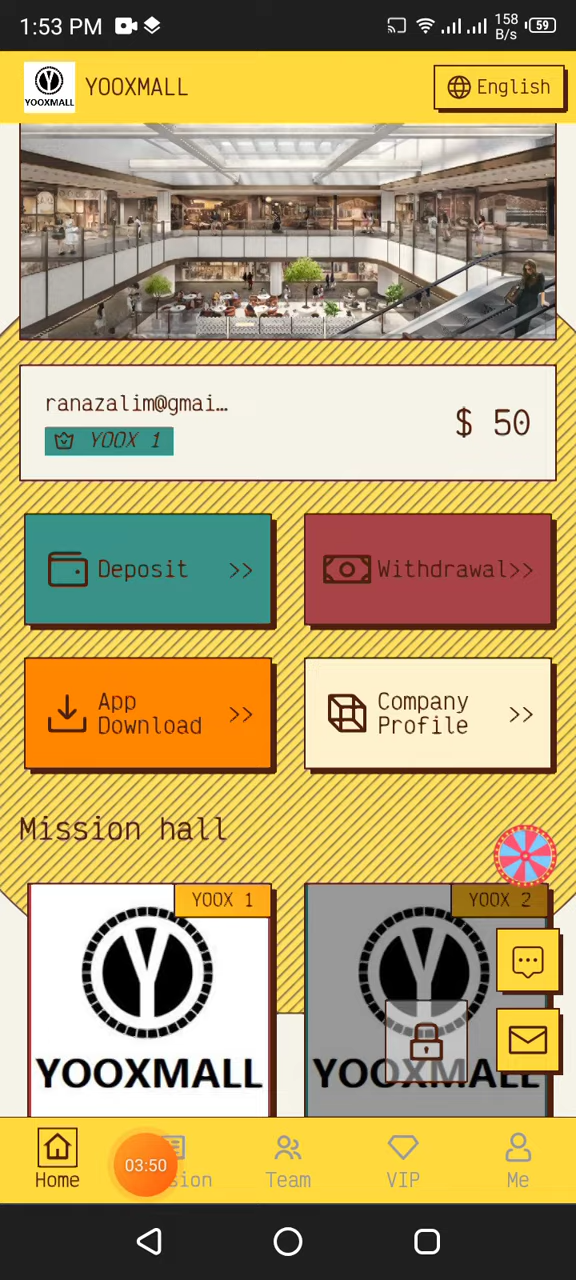 1:53 PM
158
B/s
59
YOOXMALL
YOOXMALL
English
ranazalim@gmai…
$ 50
YOOX 1
Deposit >>
Withdrawal>>
App
Download >>
Company
Profile >>
Mission hall
YOOX 1
YOOX 2
YOOXMALL
YOOXMALL
03:50
Home
Team
VIP
Me